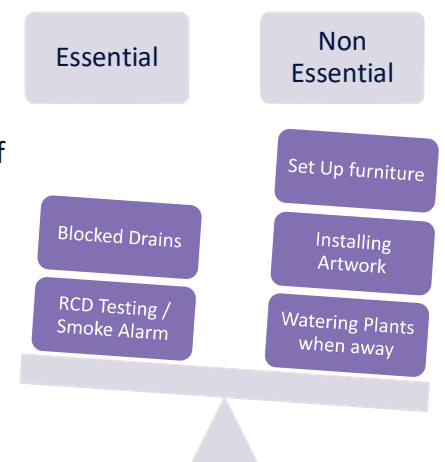 Essential
Non
Essential
f
Set Up furniture
Blocked Drains
Installing
Artwork
RCD Testing /
Smoke Alarm
Watering Plants
when away